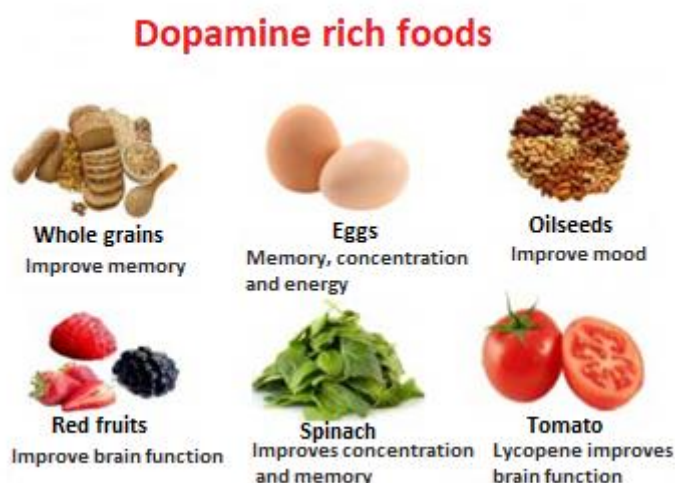 Dopamine rich foods
Whole grains
Improve memory
Eggs
Memory, concentration
and energy
Oilseeds
Improve mood
Red fruits
Improve brain function
Spinach
Improves concentration
and memory
Tomato
Lycopene improves
brain function